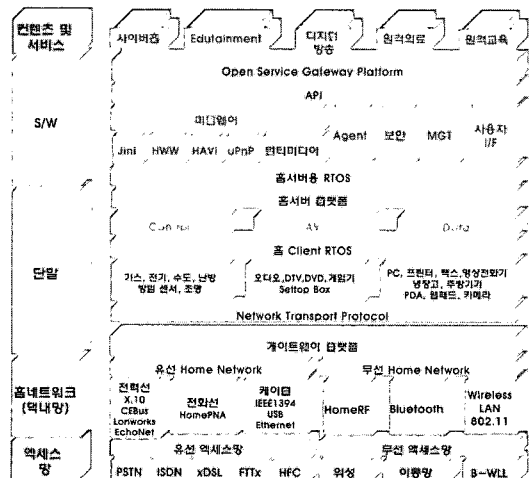 컨텐츠 및
서비스
사이버홈
Edutainment
디지털
방송
원격의료
원격교육
Open Service Gateway Platform
API
S/W
미들웨어
Jini HWW HAVi uPnP 멀티미디어
Agent 보안 MGT 사용자
I/F
홈서버용 RTOS
홈서버 플랫폼
Control AV Data
홈 Client RTOS
단말
가스, 전기, 수도, 난방
방범 센서, 조명
오디오,DTV,DVD,게임기
Settop Box
PC, 프린터, 팩스,영상전화기
냉장고, 주방기기
PDA, 웹패드, 카메라
Network Transport Protocol
게이트웨이 플랫폼
유선 Home Network
무선 Home Network
홈네트워크
(댁내망)
전력선
X.10
CEBus
Lonworks
EchoNet
전화선
HomePNA
케이블
IEEE1394
USB
Ethernet
HomeRF
Bluetooth
Wireless
LAN
802.11
엑세스
망
유선 엑세스망
무선 엑세스망
PSTN ISDN xDSL FTTx HFC 위성 이동망 B-WLL